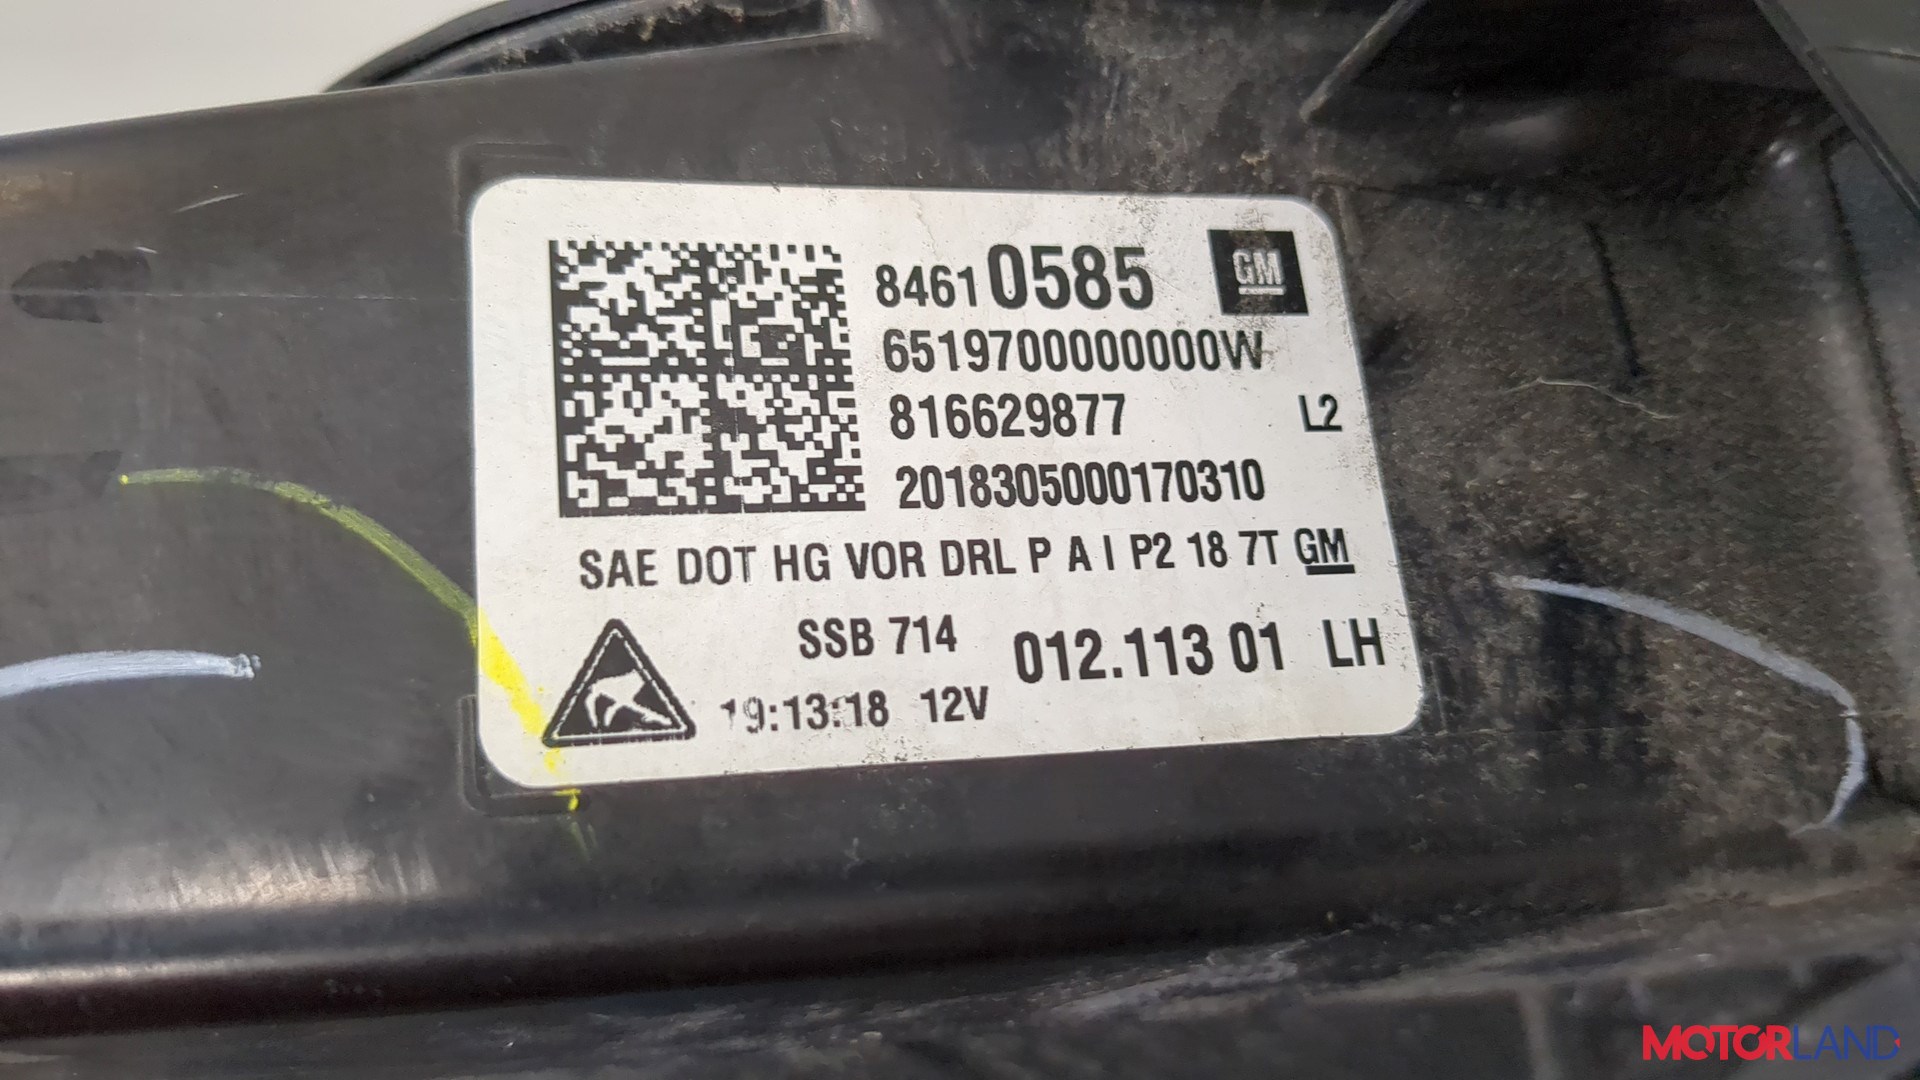 84610585 GM
6519700000000W
816629877 L2
2018305000170310
SAE DOT HG VOR DRL P A I P2 18 7T GM
SSB 714 012.113 01 LH
19:13:18 12V
MOTORLAND